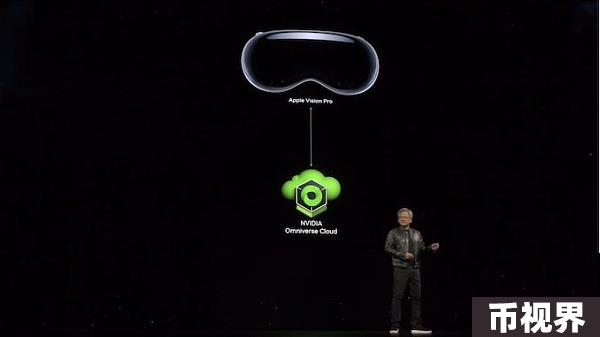 Apple Vision Pro
NVIDIA
Omniverse Cloud
币视界